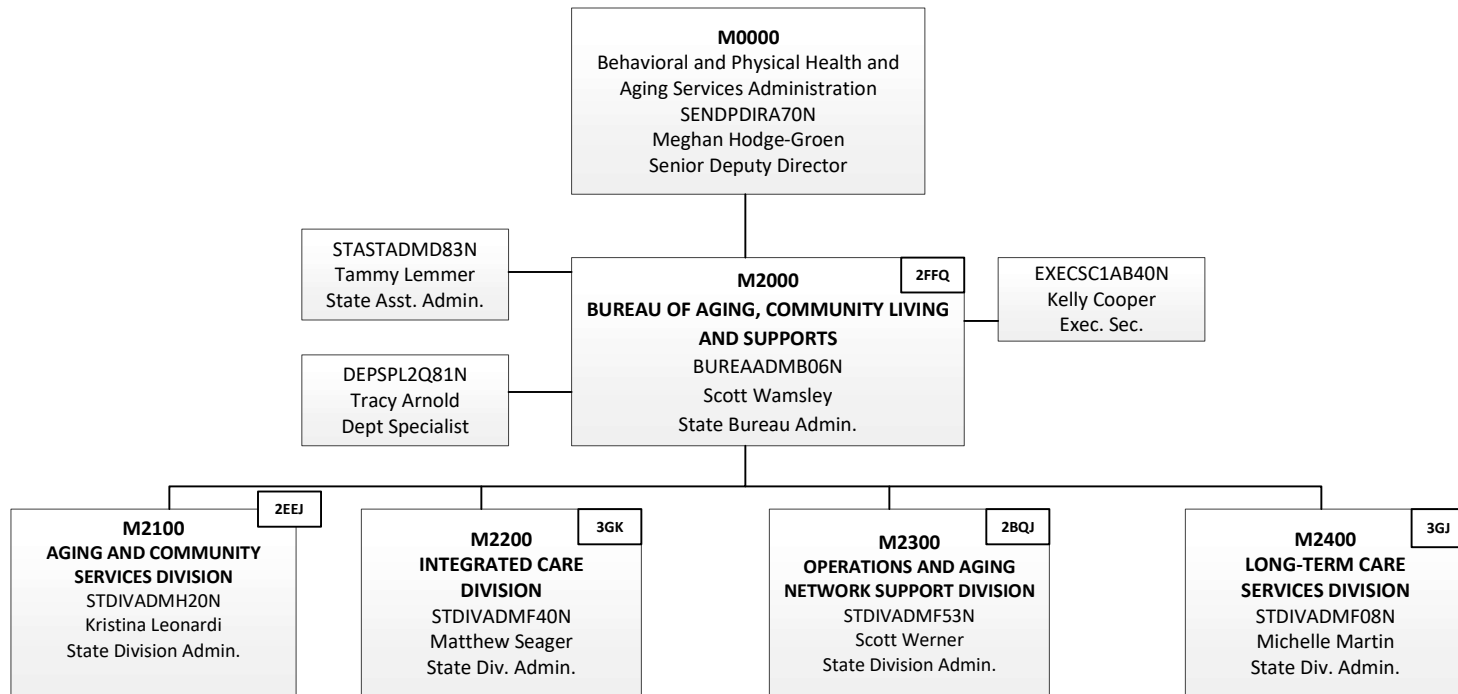 M0000
Behavioral and Physical Health and
Aging Services Administration
SENDPDIRA70N
Meghan Hodge-Groen
Senior Deputy Director
STASTADMD83N
Tammy Lemmer
State Asst. Admin.
2FFQ
M2000
BUREAU OF AGING, COMMUNITY LIVING
AND SUPPORTS
BUREAADMB06N
Scott Wamsley
State Bureau Admin.
EXECSC1AB40N
Kelly Cooper
Exec. Sec.
DEPSPL2Q81N
Tracy Arnold
Dept Specialist
2EEJ
M2100
AGING AND COMMUNITY
SERVICES DIVISION
STDIVADMH20N
Kristina Leonardi
State Division Admin.
3GK
M2200
INTEGRATED CARE
DIVISION
STDIVADMF40N
Matthew Seager
State Div. Admin.
2BQJ
M2300
OPERATIONS AND AGING
NETWORK SUPPORT DIVISION
STDIVADMF53N
Scott Werner
State Division Admin.
3GJ
M2400
LONG-TERM CARE
SERVICES DIVISION
STDIVADMF08N
Michelle Martin
State Div. Admin.